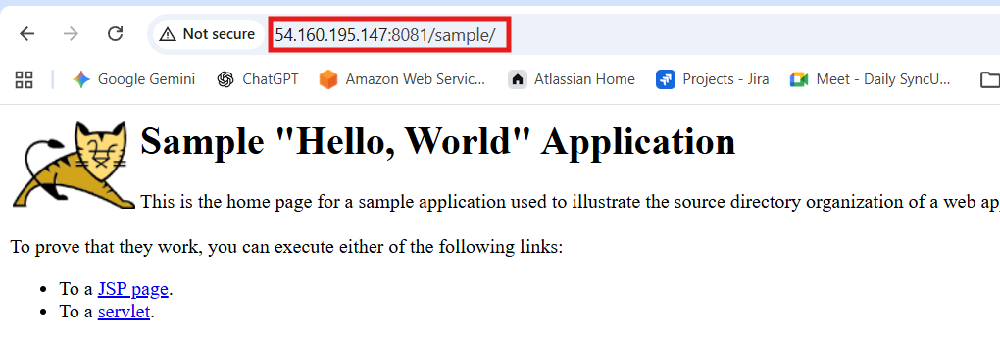 Not secure 54.160.195.147:8081/sample/
Google Gemini ChatGPT Amazon Web Servic... Atlassian Home Projects - Jira Meet - Daily SyncU...
Sample "Hello, World" Application
This is the home page for a sample application used to illustrate the source directory organization of a web
To prove that they work, you can execute either of the following links:
• To a JSP page.
• To a servlet.